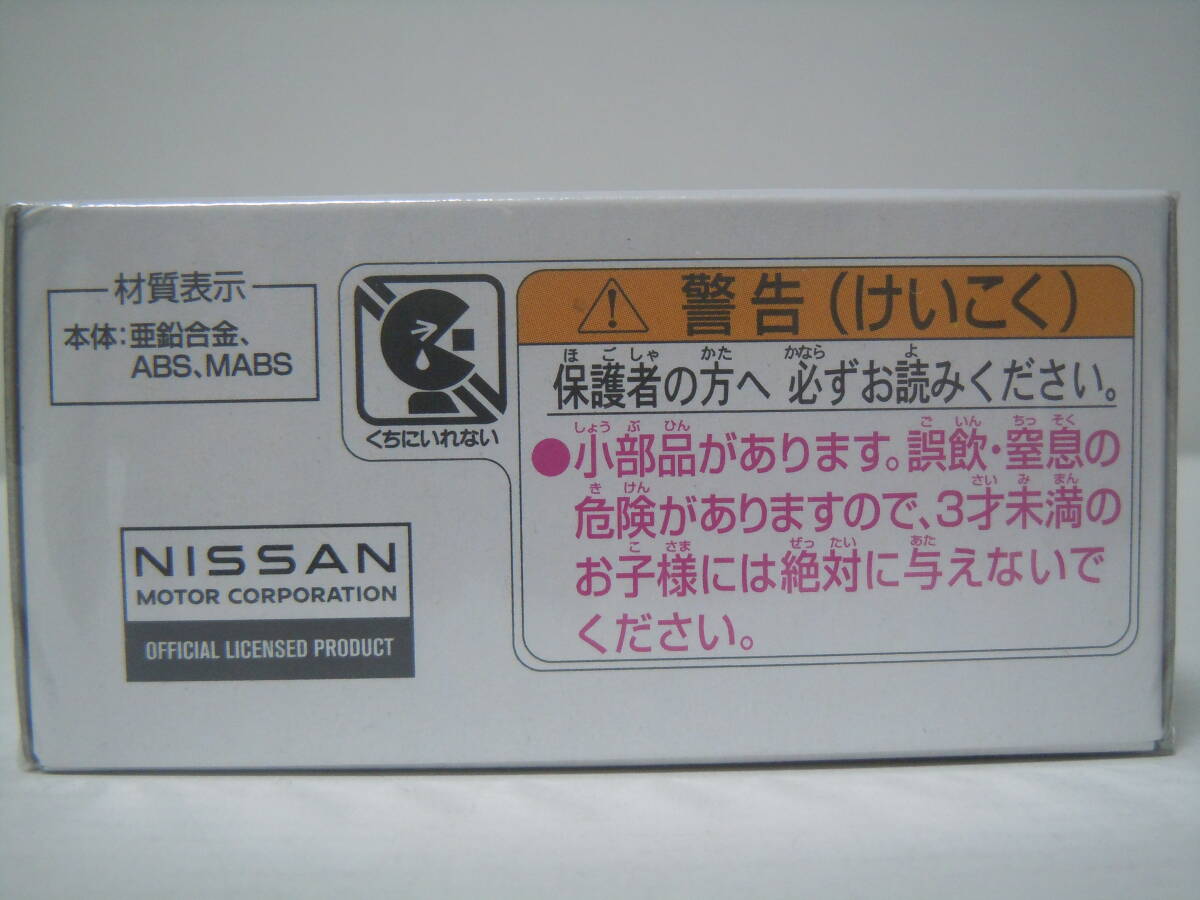 材質表示
本体：亜鉛合金、
ABS、MABS
くちにいれない
NISSAN
MOTOR CORPORATION
OFFICIAL LICENSED PRODUCT
警告（けいこく）
ほごしゃ かた かなら よ
保護者の方へ 必ずお読みください。
しょうぶひん ごいん ちっそく
●小部品があります。誤飲・窒息の
きけん さいみまん
危険がありますので、3才未満の
こさま ぜったい あた
お子様には絶対に与えないで
ください。